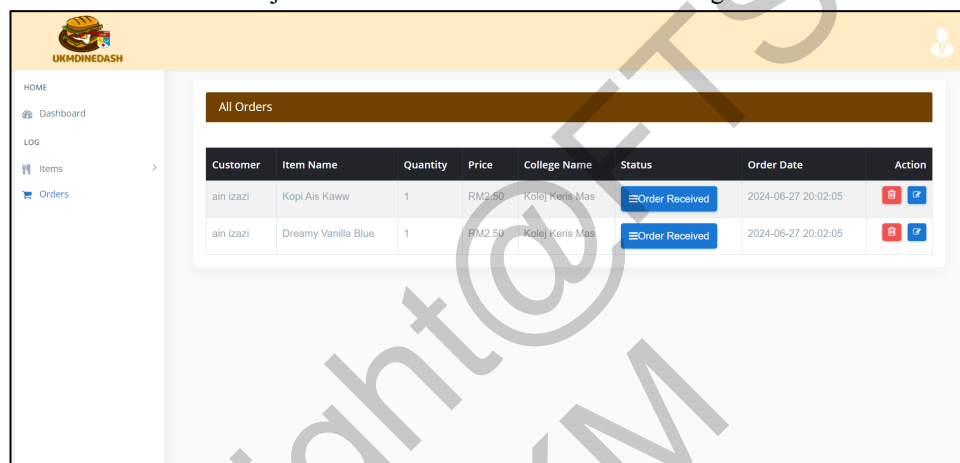 UKMDINEDASH
HOME
Dashboard
LOG
Items
Orders
All Orders
Customer Item Name Quantity Price College Name Status Order Date Action
ain izazi Kopi Ais Kaww 1 RM2.50 Kolej Keris Mas Order Received 2024-06-27 20:02:05
ain izazi Dreamy Vanilla Blue 1 RM2.50 Kolej Keris Mas Order Received 2024-06-27 20:02:05